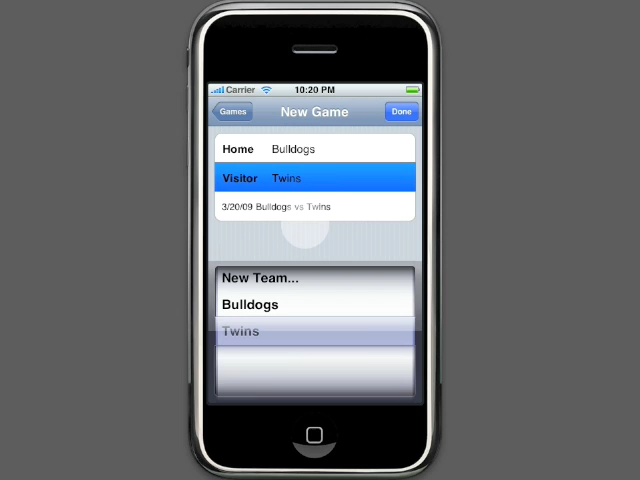 Carrier 10:20 PM
Games New Game Done
Home Bulldogs
Visitor Twins
3/20/09 Bulldogs vs Twins
New Team...
Bulldogs
Twins